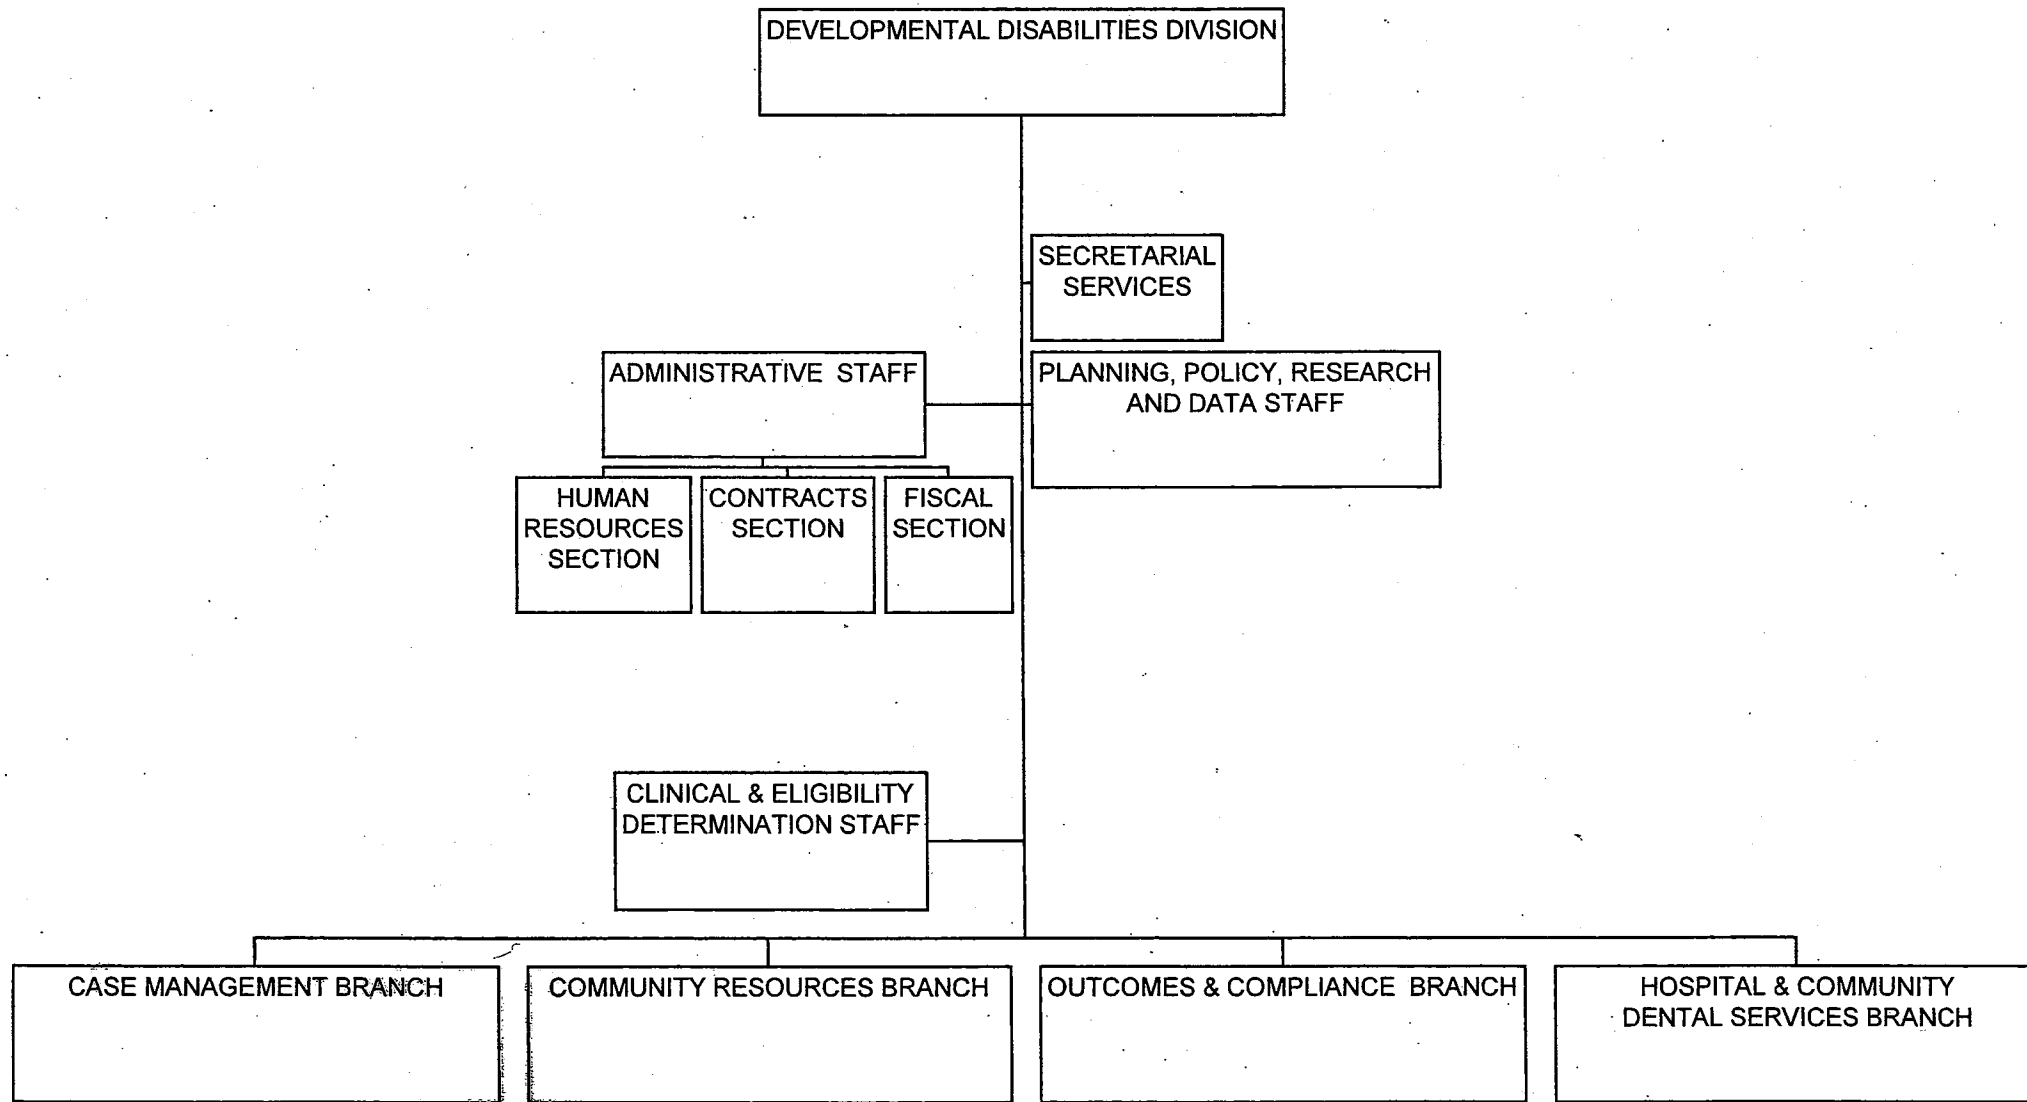 DEVELOPMENTAL DISABILITIES DIVISION
SECRETARIAL
SERVICES
ADMINISTRATIVE STAFF
PLANNING, POLICY, RESEARCH
AND DATA STAFF
HUMAN
RESOURCES
SECTION
CONTRACTS
SECTION
FISCAL
SECTION
CLINICAL & ELIGIBILITY
DETERMINATION STAFF
CASE MANAGEMENT BRANCH
COMMUNITY RESOURCES BRANCH
OUTCOMES & COMPLIANCE BRANCH
HOSPITAL & COMMUNITY
DENTAL SERVICES BRANCH